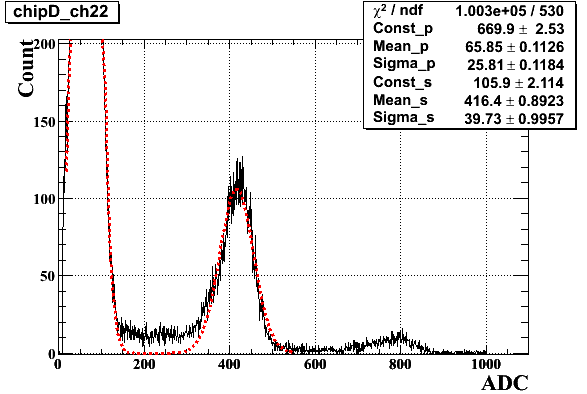 chipD_ch22
χ² / ndf 1.003e+05 / 530
Const_p 669.9 ± 2.53
Mean_p 65.85 ± 0.1126
Sigma_p 25.81 ± 0.1184
Const_s 105.9 ± 2.114
Mean_s 416.4 ± 0.8923
Sigma_s 39.73 ± 0.9957
Count
200
150
100
50
0
0 200 400 600 800 1000
ADC